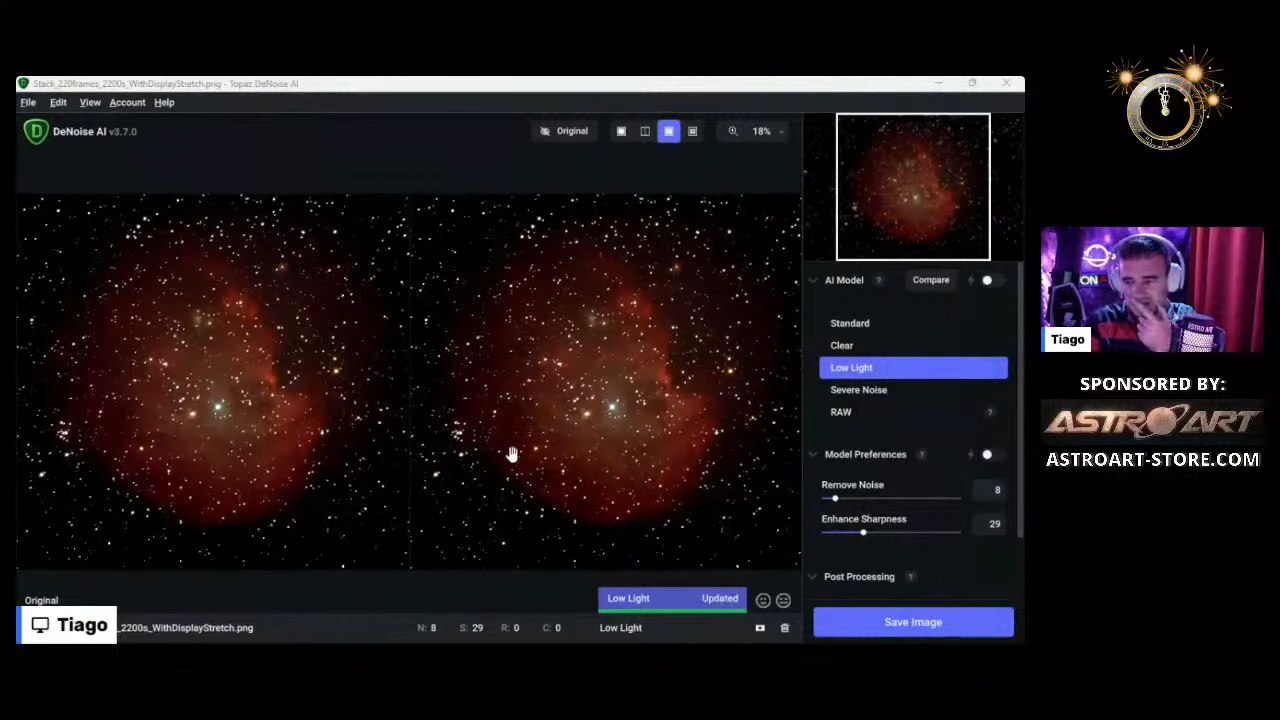 Stack_220frames_2200s_WithDisplayStretch.png - Topaz DeNoise AI
File Edit View Account Help
DeNoise AI v3.7.0
Original
18%
AI Model ? Compare
Standard
Clear
Low Light
Severe Noise
RAW ?
Model Preferences ?
Remove Noise 8
Enhance Sharpness 29
Post Processing ?
Original
Low Light Updated
Save Image
Tiago
_2200s_WithDisplayStretch.png N: 8 S: 29 R: 0 C: 0 Low Light
Tiago
SPONSORED BY:
ASTRO ART
ASTROART-STORE.COM